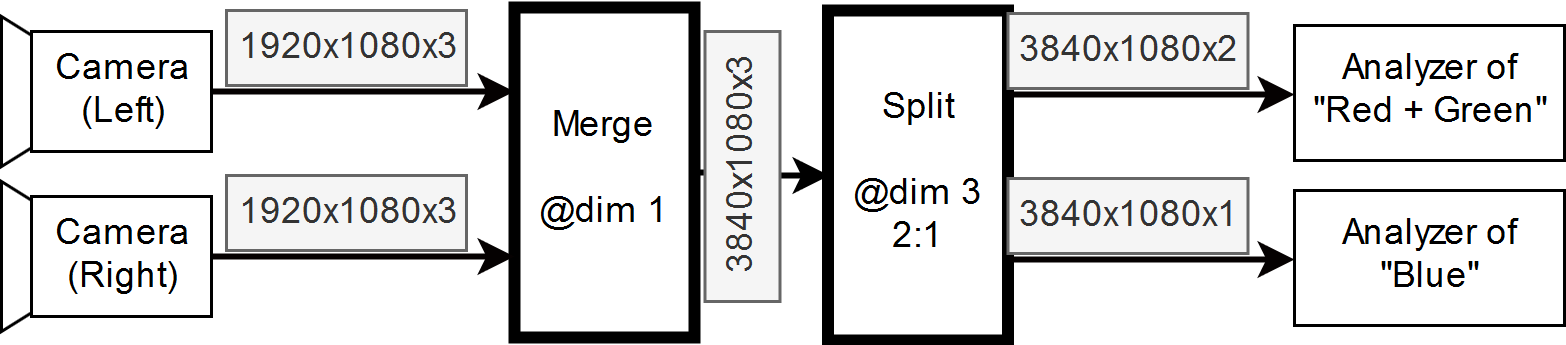 Camera
(Left)
1920x1080x3
Camera
(Right)
1920x1080x3
Merge
@dim 1
3840x1080x3
Split
@dim 3
2:1
3840x1080x2
Analyzer of
"Red + Green"
3840x1080x1
Analyzer of
"Blue"